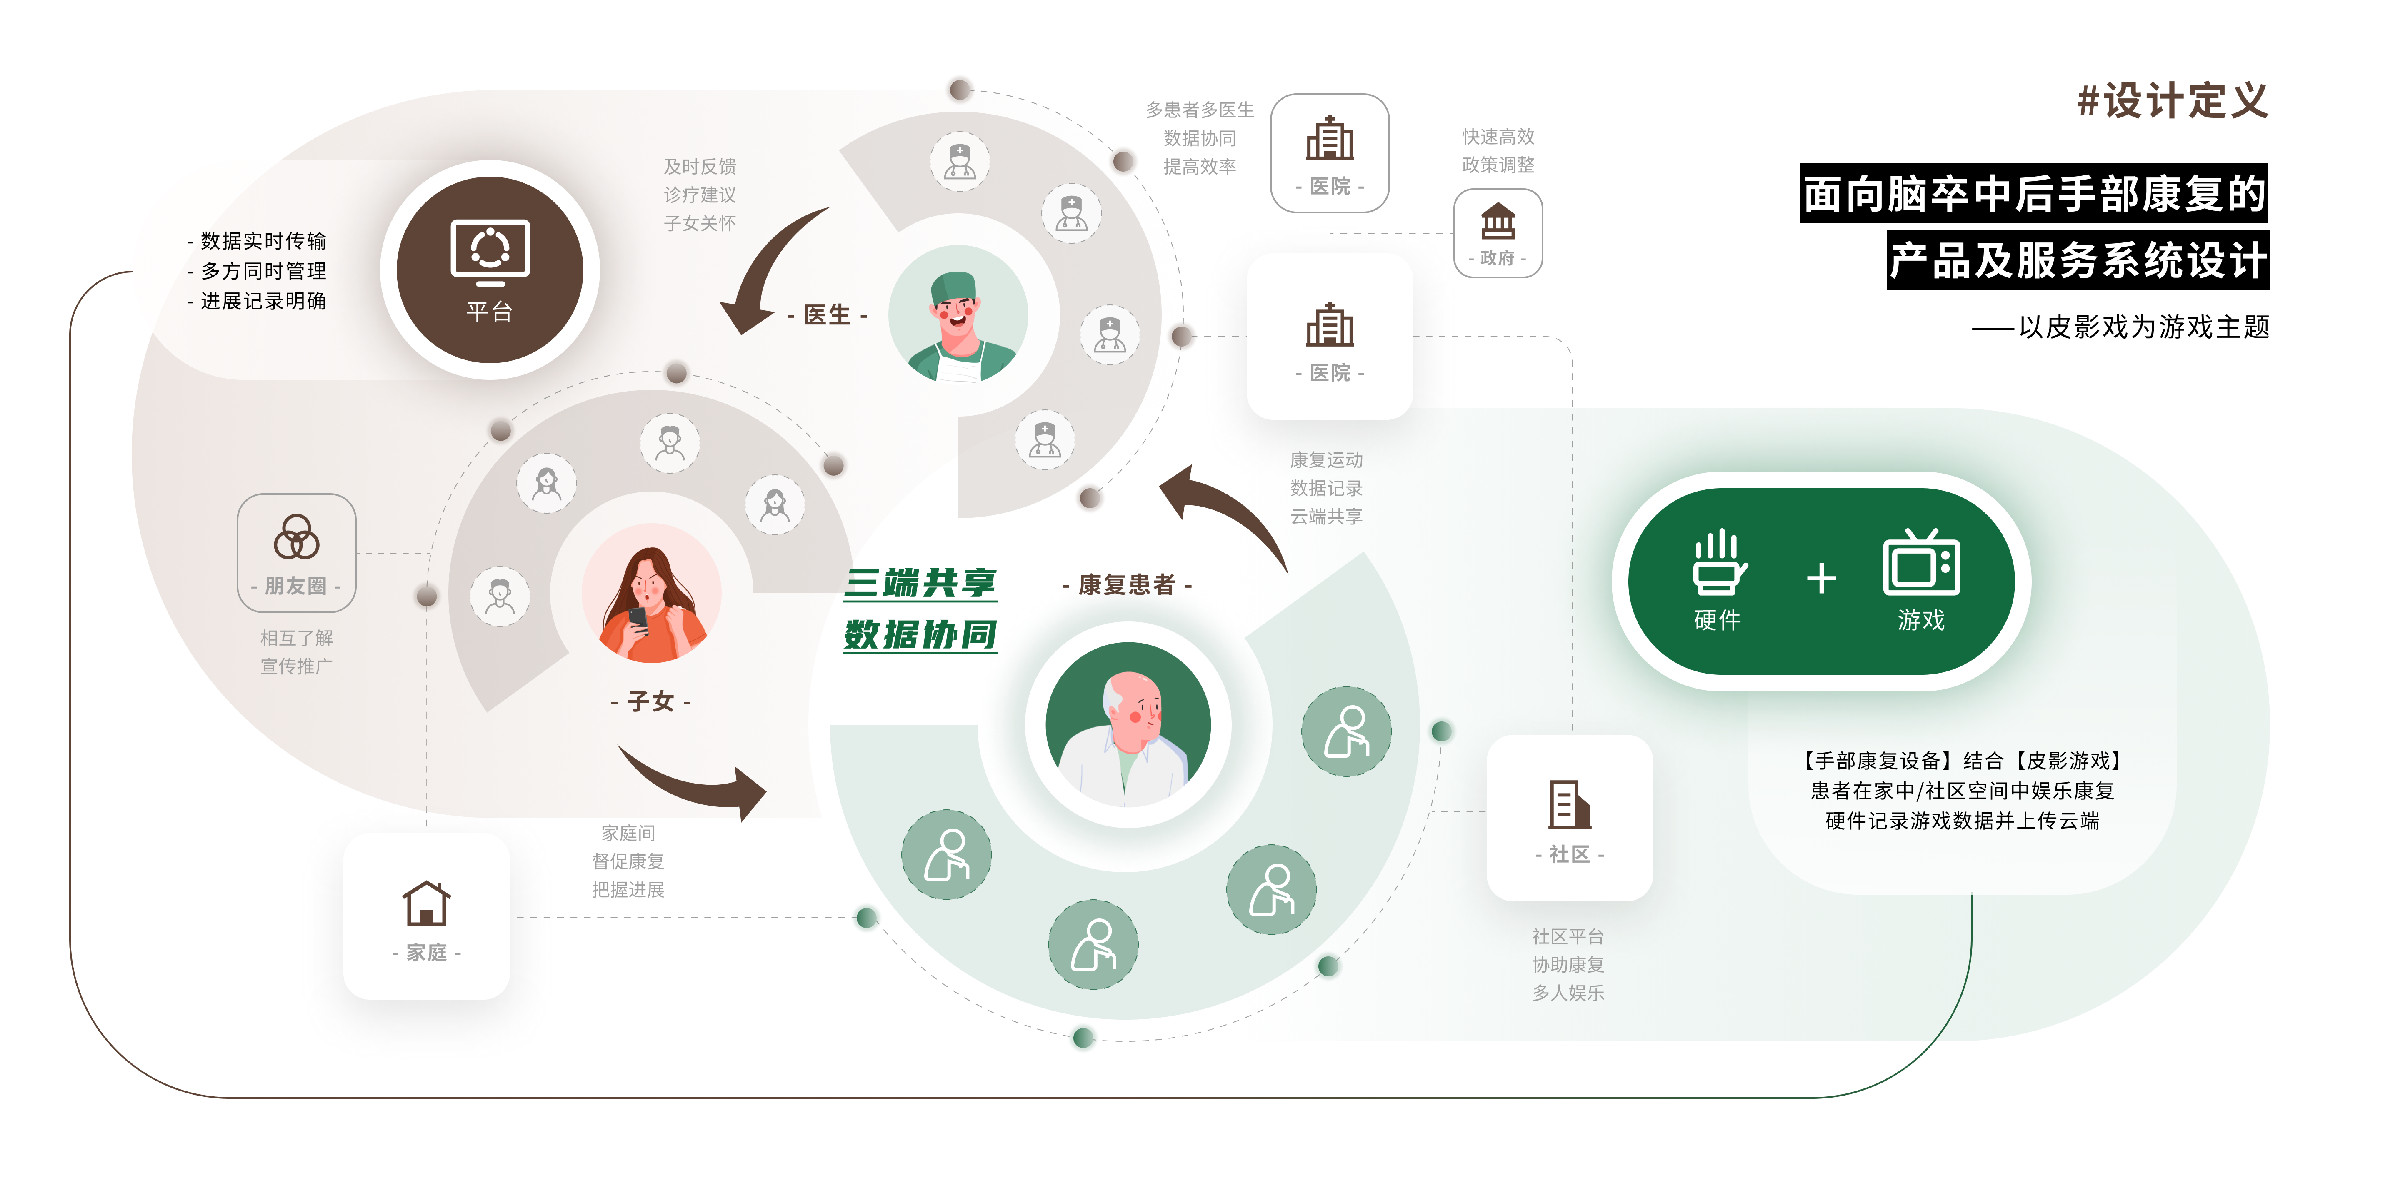 #设计定义
面向脑卒中后手部康复的
产品及服务系统设计
——以皮影戏为游戏主题
- 数据实时传输
- 多方同时管理
- 进展记录明确
平台
及时反馈
诊疗建议
子女关怀
- 医生 -
多患者多医生
数据协同
提高效率
- 医院 -
快速高效
政策调整
- 政府 -
- 医院 -
康复运动
数据记录
云端共享
- 朋友圈 -
相互了解
宣传推广
- 子女 -
三端共享
数据协同
- 康复患者 -
硬件
+
游戏
【手部康复设备】结合【皮影游戏】
患者在家中/社区空间中娱乐康复
硬件记录游戏数据并上传云端
家庭间
督促康复
把握进展
- 家庭 -
- 社区 -
社区平台
协助康复
多人娱乐